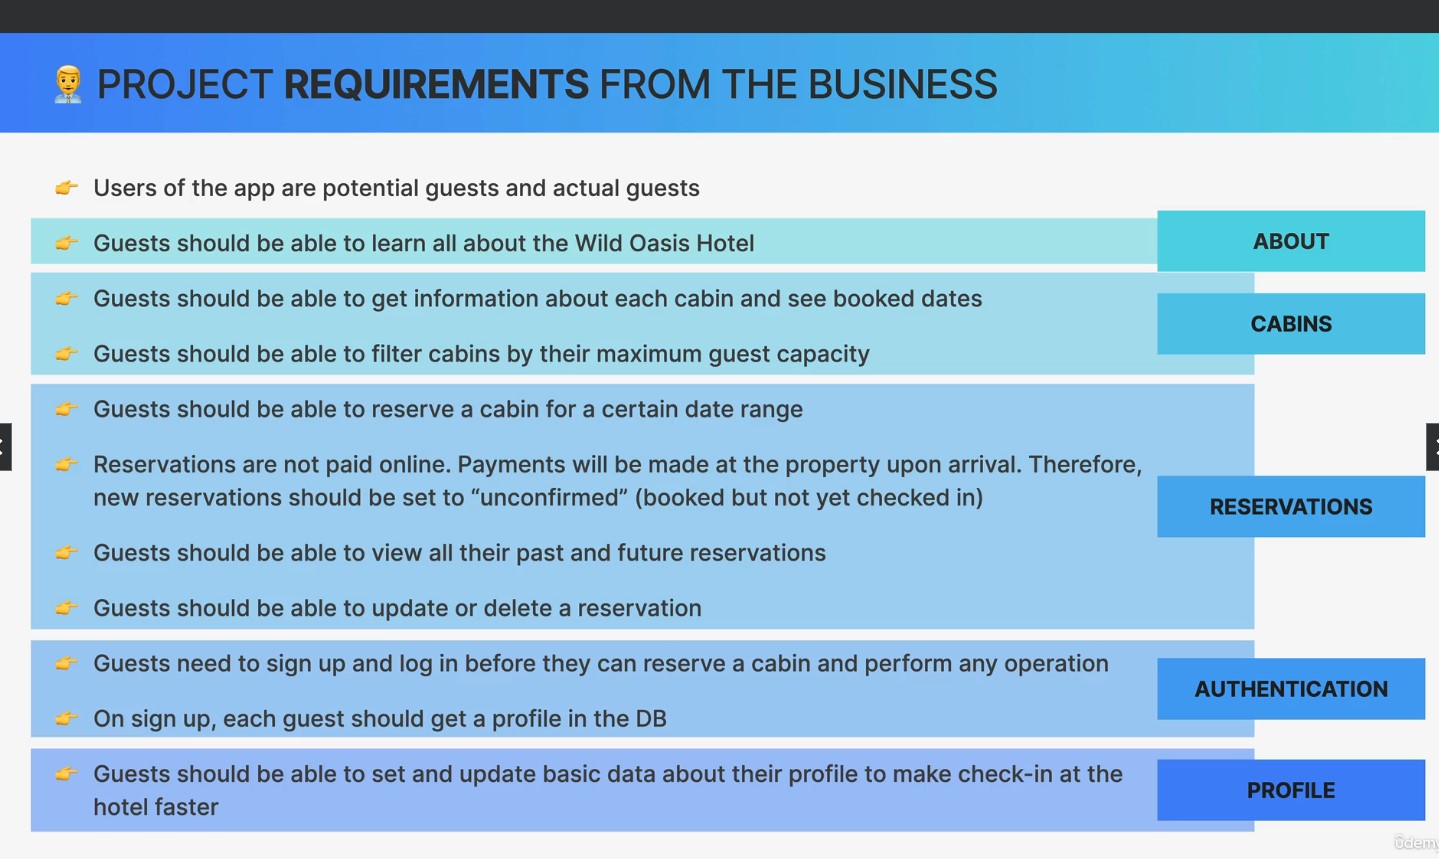 PROJECT REQUIREMENTS FROM THE BUSINESS
Users of the app are potential guests and actual guests
Guests should be able to learn all about the Wild Oasis Hotel
ABOUT
Guests should be able to get information about each cabin and see booked dates
CABINS
Guests should be able to filter cabins by their maximum guest capacity
Guests should be able to reserve a cabin for a certain date range
Reservations are not paid online. Payments will be made at the property upon arrival. Therefore,
new reservations should be set to “unconfirmed” (booked but not yet checked in)
RESERVATIONS
Guests should be able to view all their past and future reservations
Guests should be able to update or delete a reservation
Guests need to sign up and log in before they can reserve a cabin and perform any operation
AUTHENTICATION
On sign up, each guest should get a profile in the DB
Guests should be able to set and update basic data about their profile to make check-in at the
hotel faster
PROFILE
udemy